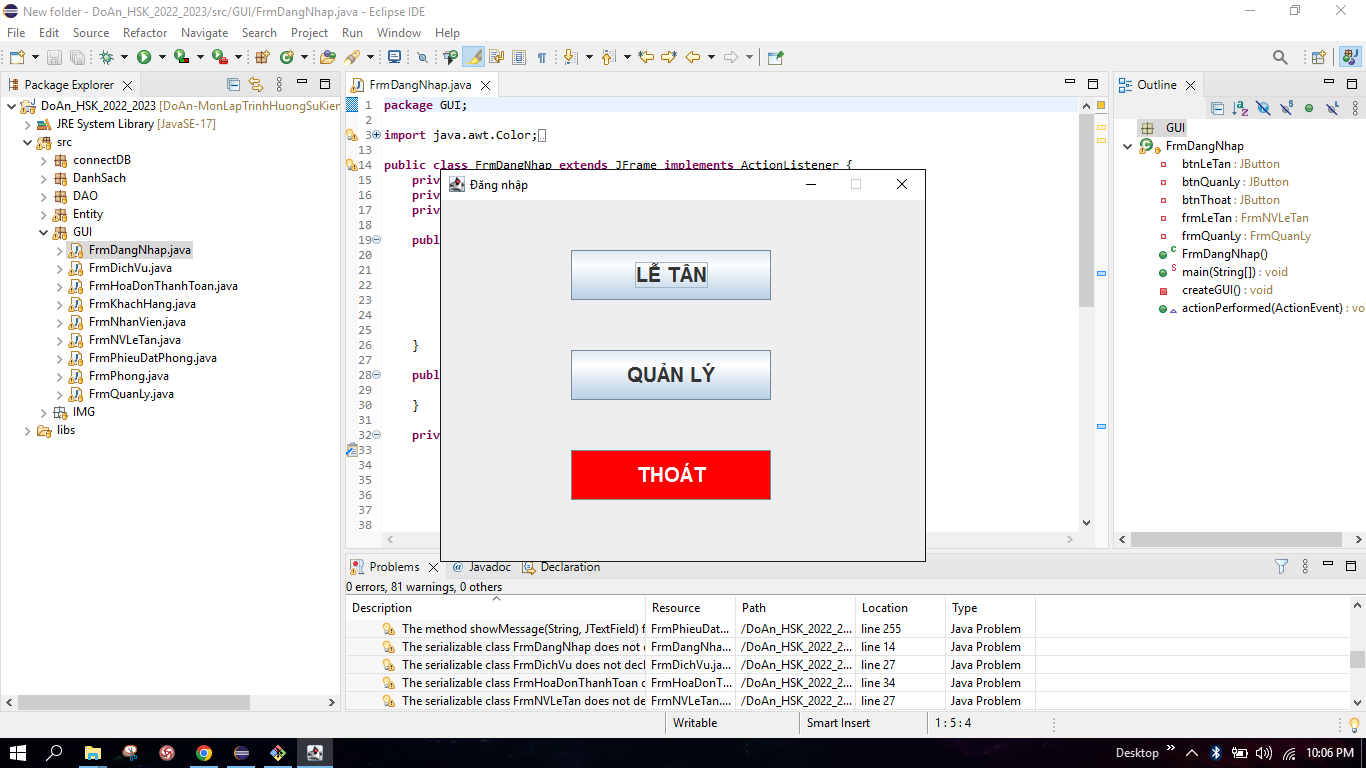 New folder - DoAn_HSK_2022_2023/src/GUI/FrmDangNhap.java - Eclipse IDE
File Edit Source Refactor Navigate Search Project Run Window Help
Package Explorer
DoAn_HSK_2022_2023 [DoAn-MonLapTrinhHuongSuKien
JRE System Library [JavaSE-17]
src
connectDB
DanhSach
DAO
Entity
GUI
FrmDangNhap.java
FrmDichVu.java
FrmHoaDonThanhToan.java
FrmKhachHang.java
FrmNhanVien.java
FrmNVLeTan.java
FrmPhieuDatPhong.java
FrmPhong.java
FrmQuanLy.java
IMG
libs
FrmDangNhap.java
1 package GUI;
2
3 import java.awt.Color;
13
14 public class FrmDangNhap extends JFrame implements ActionListener {
15 priv
16 priv
17 priv
18
19 publ
20
21
22
23
24
25
26 }
27
28 publ
29
30 }
31
32 priv
33
34
35
36
37
38
Đăng nhập
LỄ TÂN
QUẢN LÝ
THOÁT
Outline
GUI
FrmDangNhap
btnLeTan : JButton
btnQuanLy : JButton
btnThoat : JButton
frmLeTan : FrmNVLeTan
frmQuanLy : FrmQuanLy
FrmDangNhap()
main(String[]) : void
createGUI() : void
actionPerformed(ActionEvent) : vo
Problems @ Javadoc Declaration
0 errors, 81 warnings, 0 others
Description Resource Path Location Type
The method showMessage(String, JTextField) f FrmPhieuDat... /DoAn_HSK_2022_2... line 255 Java Problem
The serializable class FrmDangNhap does not FrmDangNha... /DoAn_HSK_2022_2... line 14 Java Problem
The serializable class FrmDichVu does not decl FrmDichVu.ja... /DoAn_HSK_2022_2... line 27 Java Problem
The serializable class FrmHoaDonThanhToan FrmHoaDonT... /DoAn_HSK_2022_2... line 34 Java Problem
The serializable class FrmNVLeTan does not de FrmNVLeTan.... /DoAn_HSK_2022_2... line 27 Java Problem
Writable Smart Insert 1 : 5 : 4
Desktop 10:06 PM